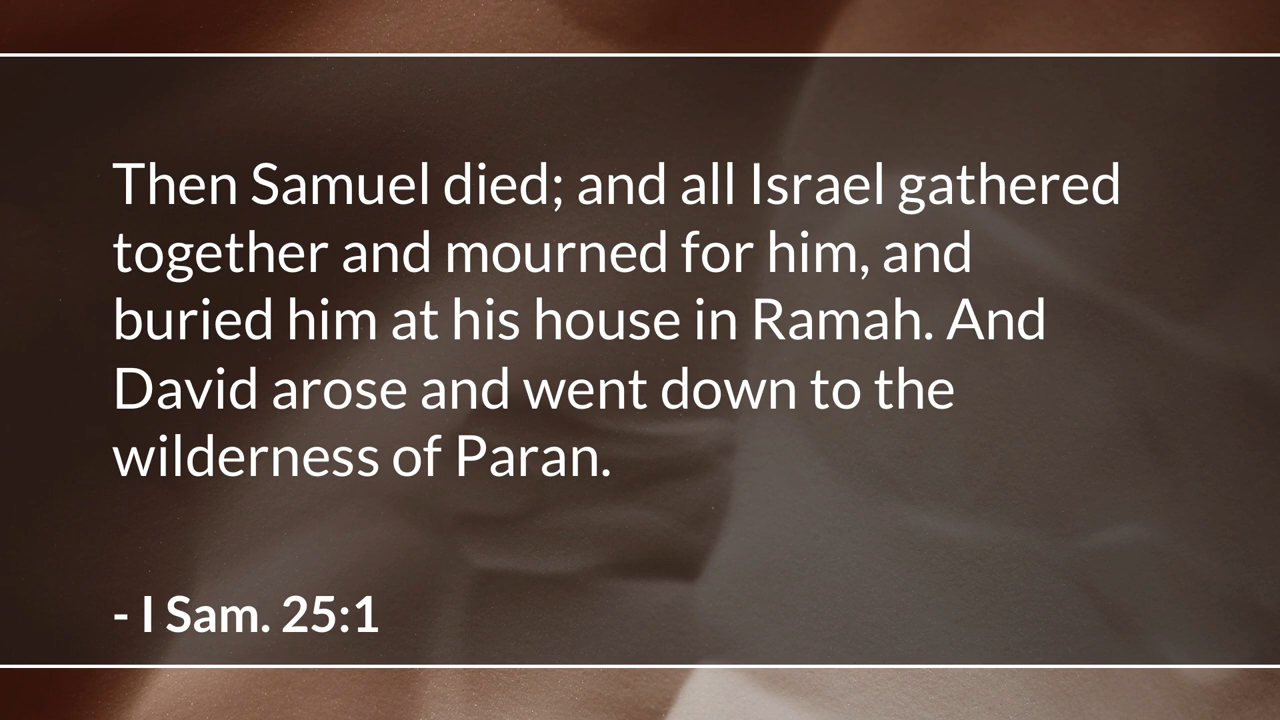 Then Samuel died; and all Israel gathered
together and mourned for him, and
buried him at his house in Ramah. And
David arose and went down to the
wilderness of Paran.
- I Sam. 25:1